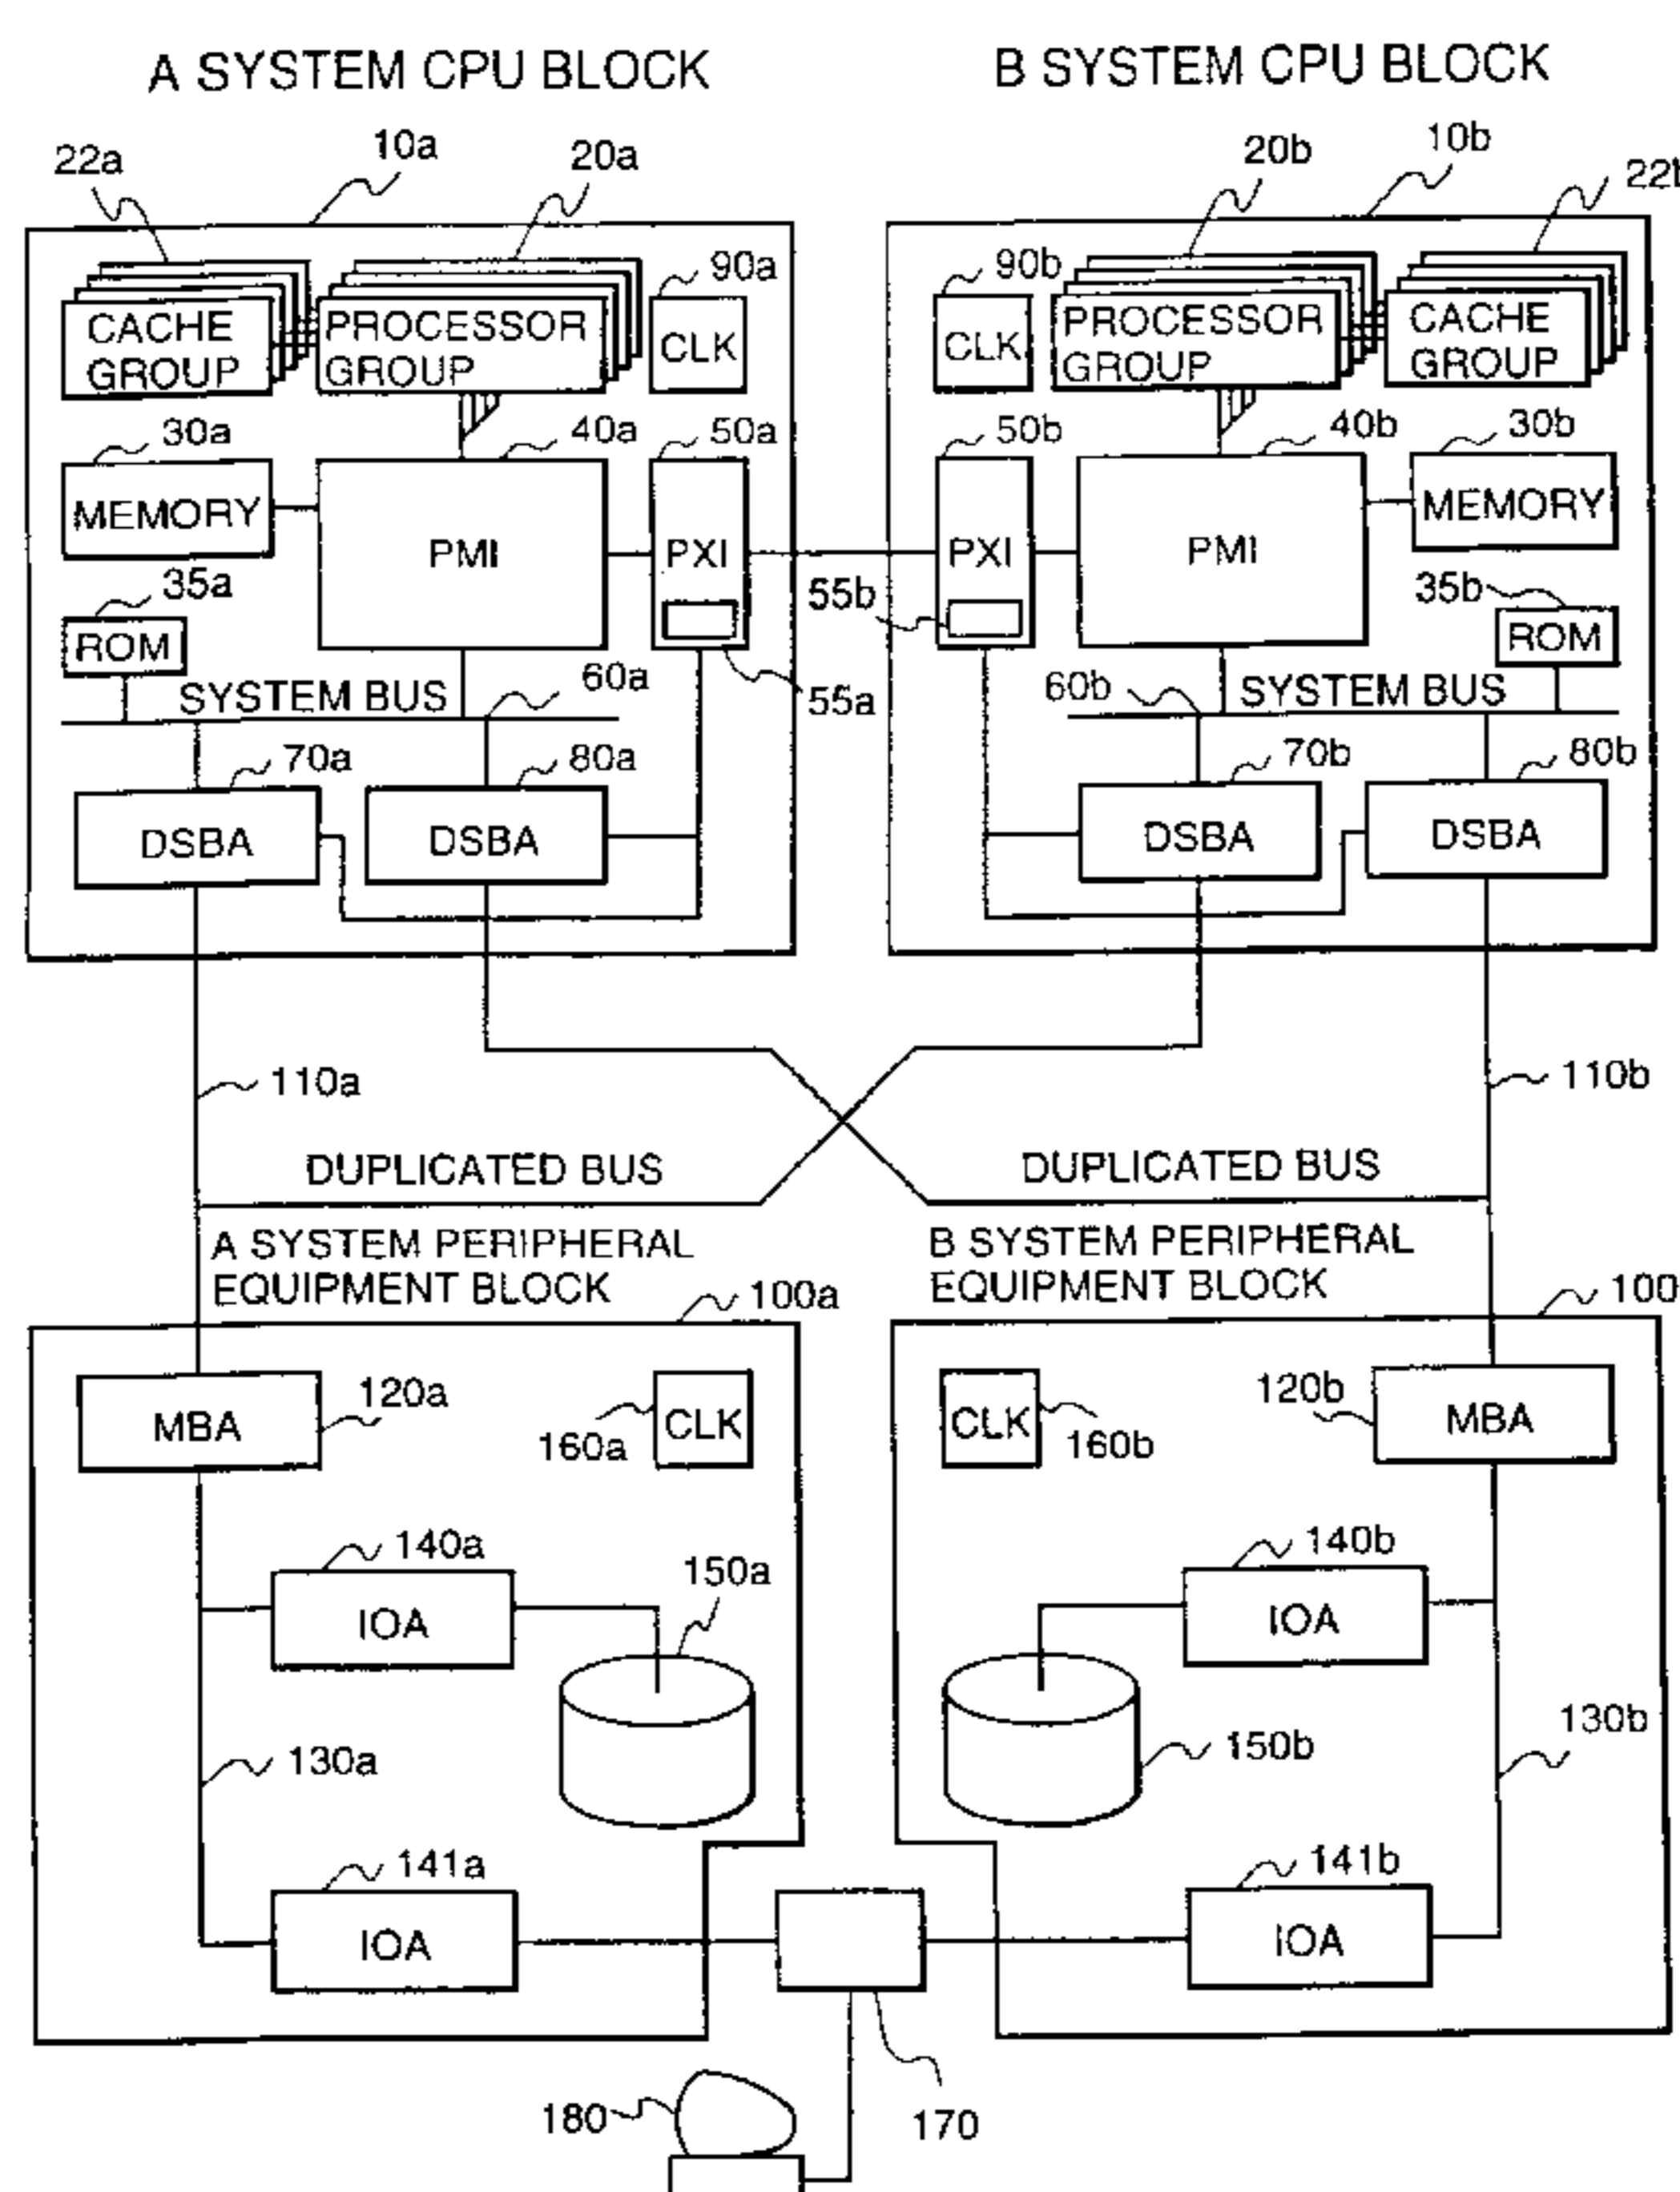 A SYSTEM CPU BLOCK
B SYSTEM CPU BLOCK
22a
10a
20a
20b
10b
22b
90a
90b
CACHE GROUP
PROCESSOR GROUP
CLK
CLK
PROCESSOR GROUP
CACHE GROUP
30a
40a
50a
50b
40b
30b
MEMORY
PMI
PXI
PXI
PMI
MEMORY
35a
55b
35b
ROM
ROM
SYSTEM BUS
60a
55a
60b
SYSTEM BUS
70a
80a
70b
80b
DSBA
DSBA
DSBA
DSBA
110a
110b
DUPLICATED BUS
DUPLICATED BUS
A SYSTEM PERIPHERAL
EQUIPMENT BLOCK
100a
B SYSTEM PERIPHERAL
EQUIPMENT BLOCK
100
MBA
120a
160a
CLK
CLK
160b
120b
MBA
140a
150a
140b
IOA
IOA
130a
150b
130b
141a
141b
IOA
IOA
180
170